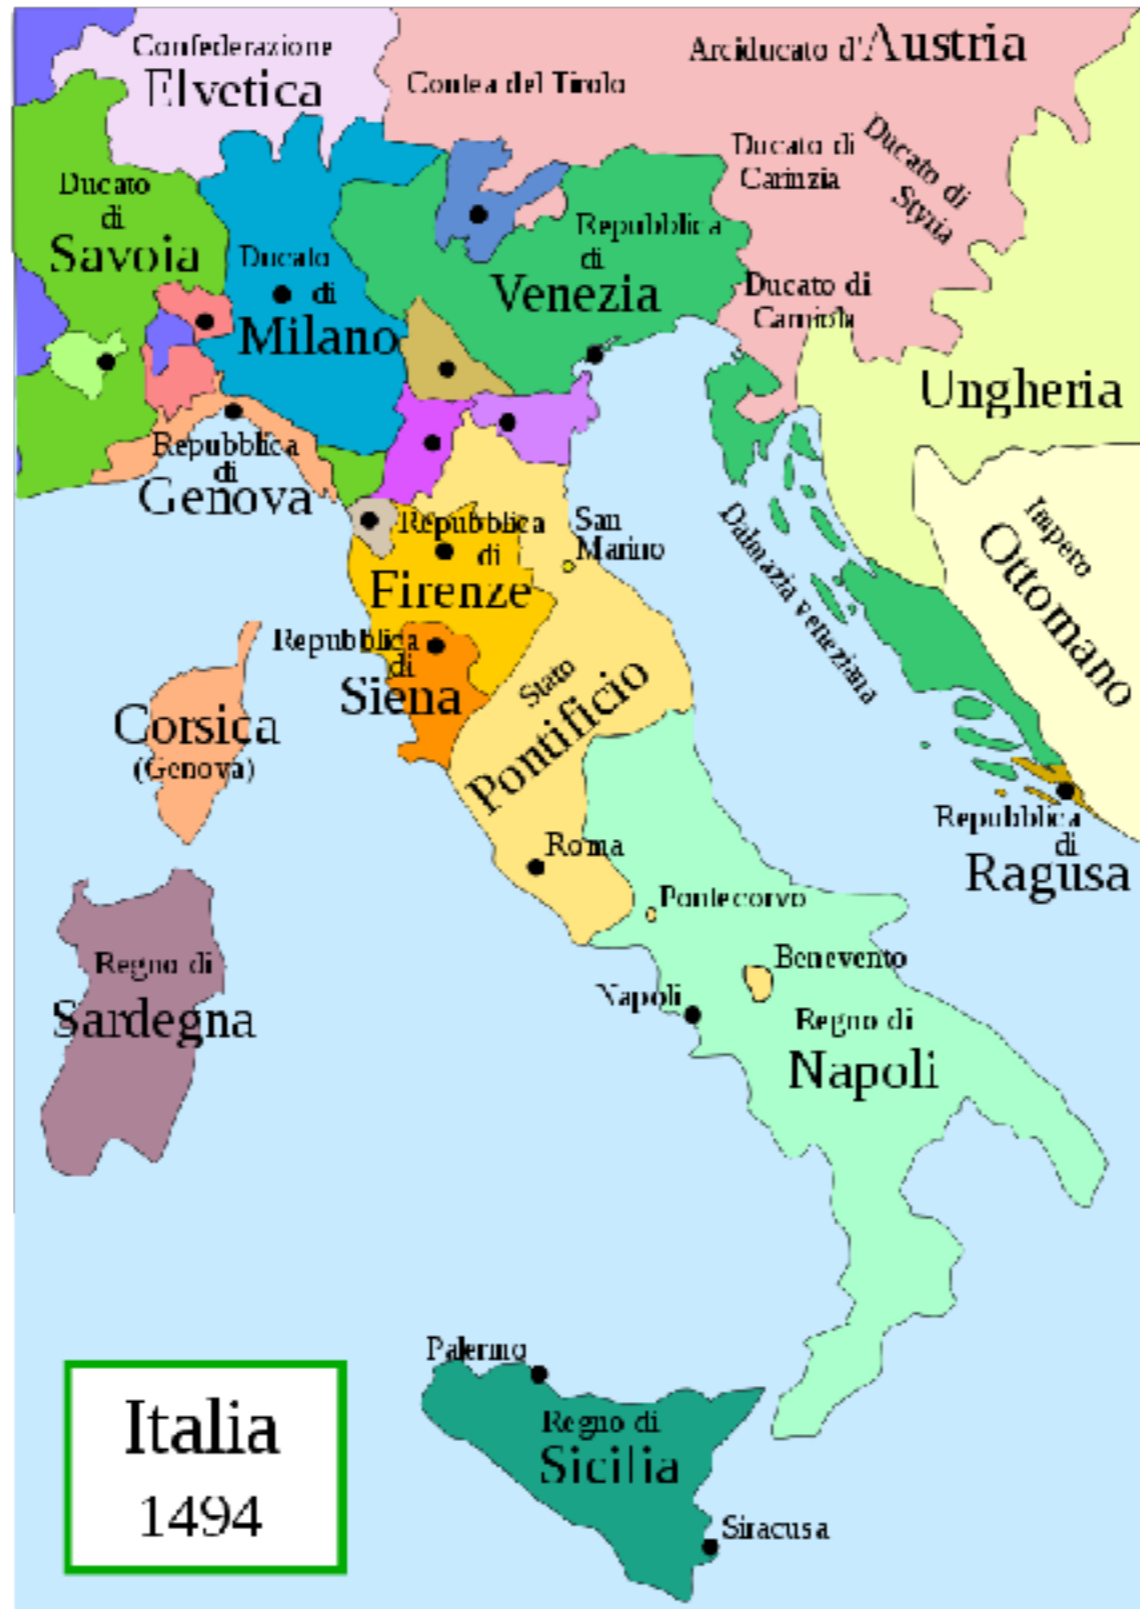 Confederazione
Elvetica
Arciducato d'Austria
Contea del Tirolo
Ducato di
Carinzia
Ducato di
Styria
Ducato
di
Savoia
Repubblica
di
Venezia
Ducato
di
Milano
Ducato di
Carniola
Ungheria
Repubblica
di
Genova
Repubblica
di
Firenze
San
Marino
Impero
Ottomano
Dalmazia veneziana
Repubblica
di
Siena
Stato
Pontificio
Corsica
(Genova)
Repubblica
di
Ragusa
Roma
Pontecorvo
Benevento
Regno di
Sardegna
Napoli
Regno di
Napoli
Palermo
Regno di
Sicilia
Siracusa
Italia
1494